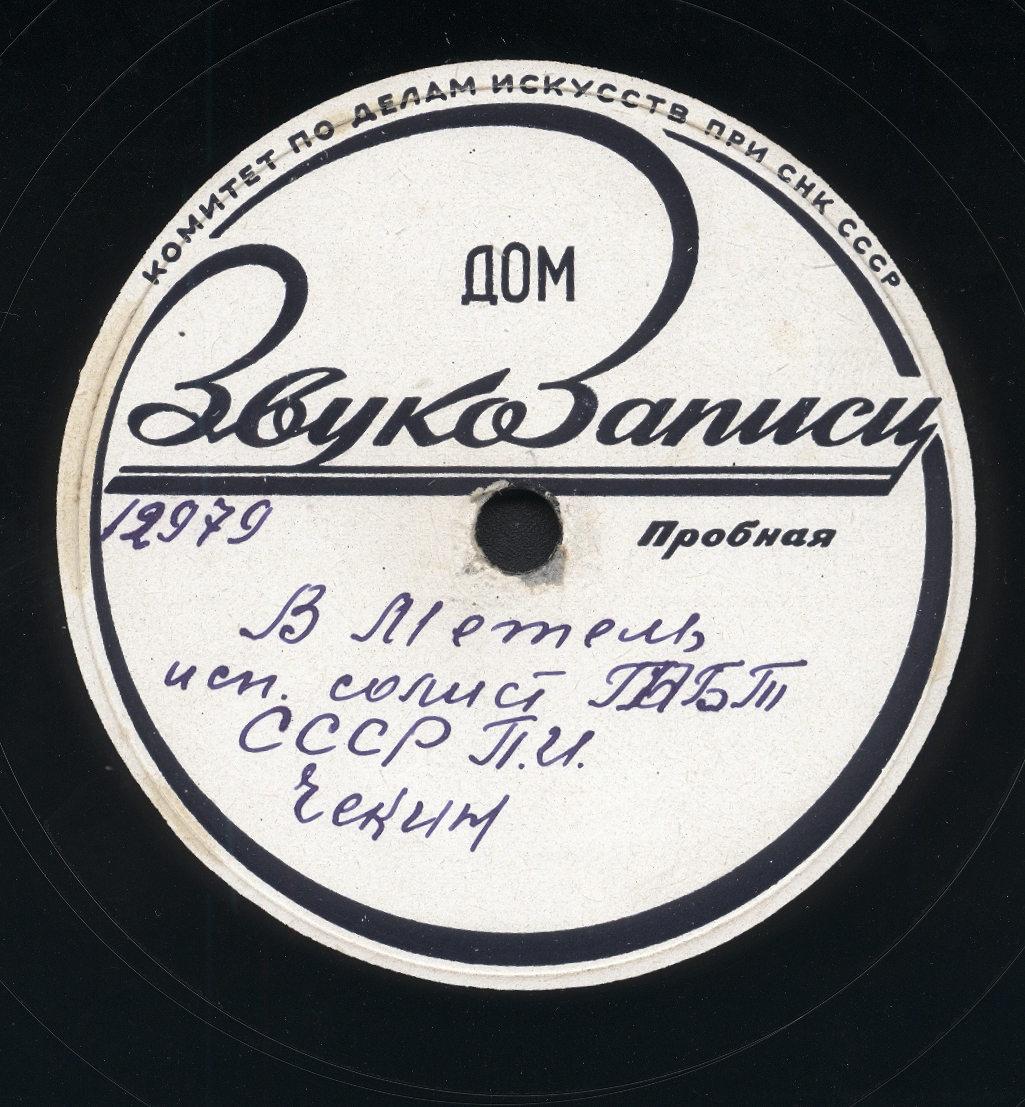 КОМИТЕТ ПО ДЕЛАМ ИСКУССТВ ПРИ СНК СССР
ДОМ
ЗвукоЗаписи
12979
Пробная
В Метель
исп. солист ГАБТ
СССР П.И.
Чекин